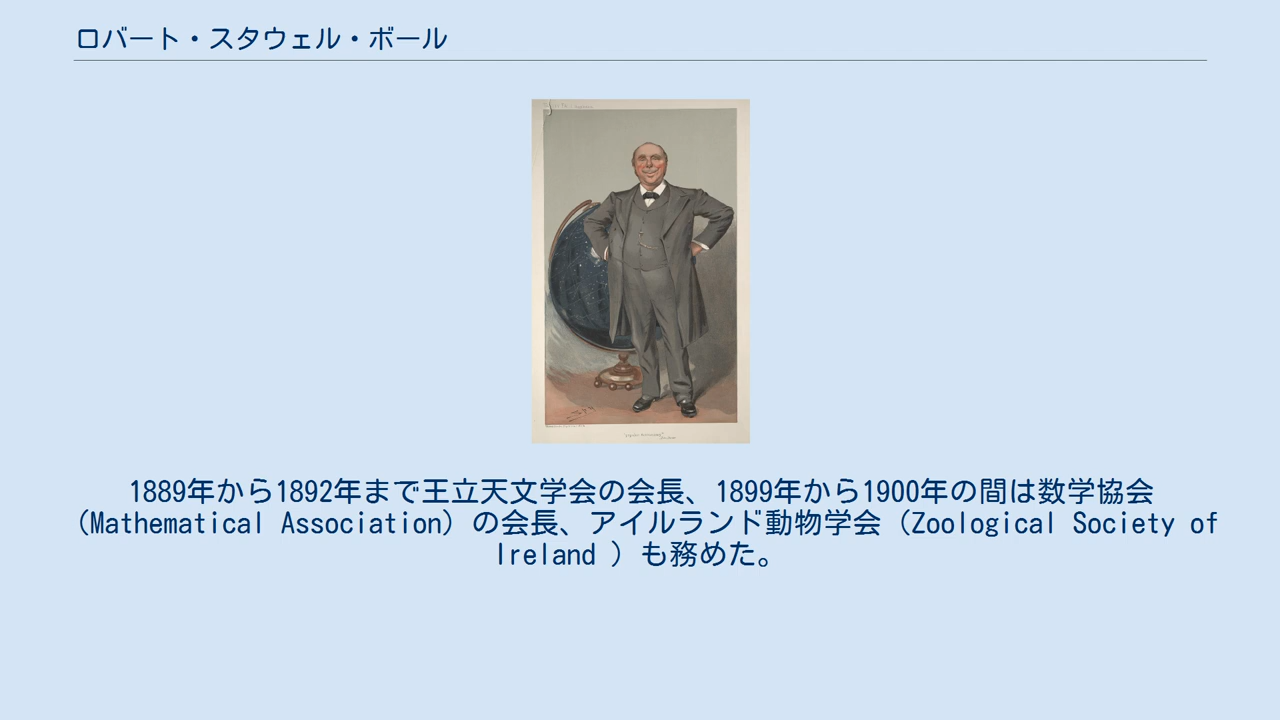 ロバート・スタウェル・ボール
1889年から1892年まで王立天文学会の会長、1899年から1900年の間は数学協会
（Mathematical Association）の会長、アイルランド動物学会（Zoological Society of
Ireland ）も務めた。